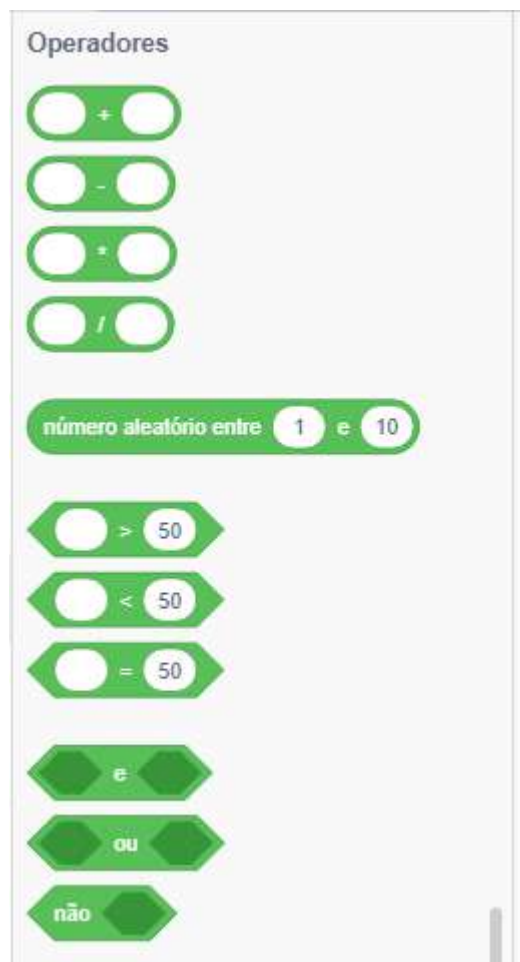 Operadores
+
-
*
/
número aleatório entre 1 e 10
> 50
< 50
= 50
e
ou
não